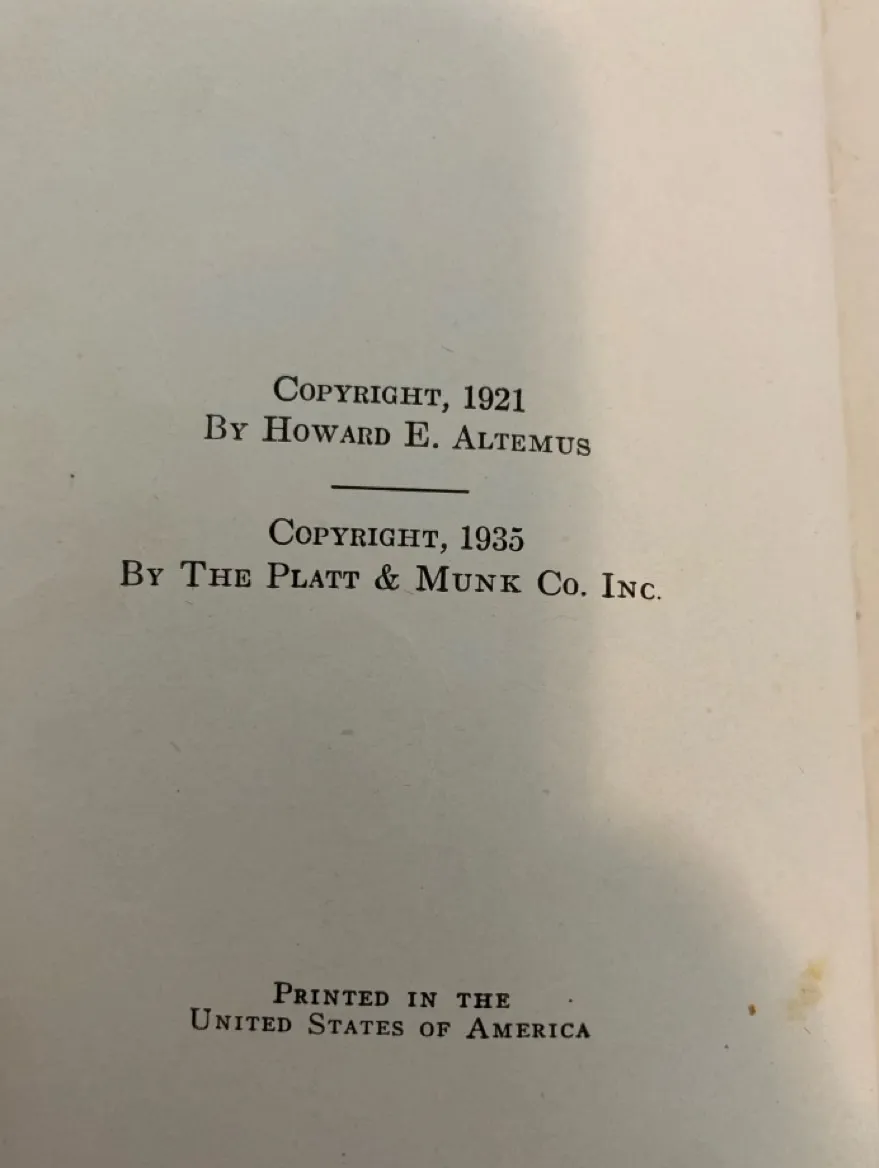 Copyright, 1921
By Howard E. Altemus
Copyright, 1935
By The Platt & Munk Co. Inc.
Printed in the
United States of America